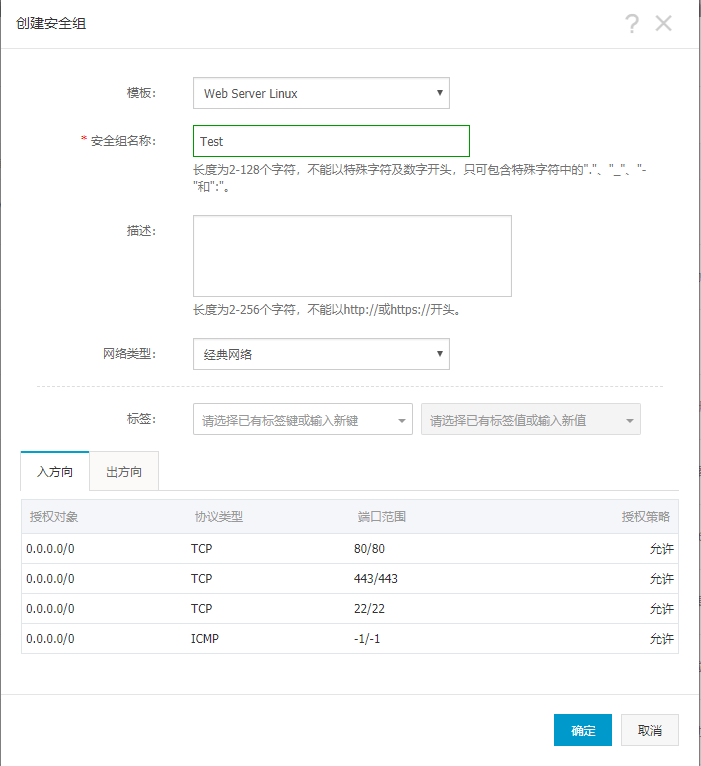 创建安全组
模板：
Web Server Linux
* 安全组名称：
Test
长度为2-128个字符，不能以特殊字符及数字开头，只可包含特殊字符中的"."、"_"、"-
"和":"。
描述：
长度为2-256个字符，不能以http://或https://开头。
网络类型：
经典网络
标签：
请选择已有标签键或输入新键
请选择已有标签值或输入新值
入方向 出方向
授权对象 协议类型 端口范围 授权策略
0.0.0.0/0 TCP 80/80 允许
0.0.0.0/0 TCP 443/443 允许
0.0.0.0/0 TCP 22/22 允许
0.0.0.0/0 ICMP -1/-1 允许
确定 取消